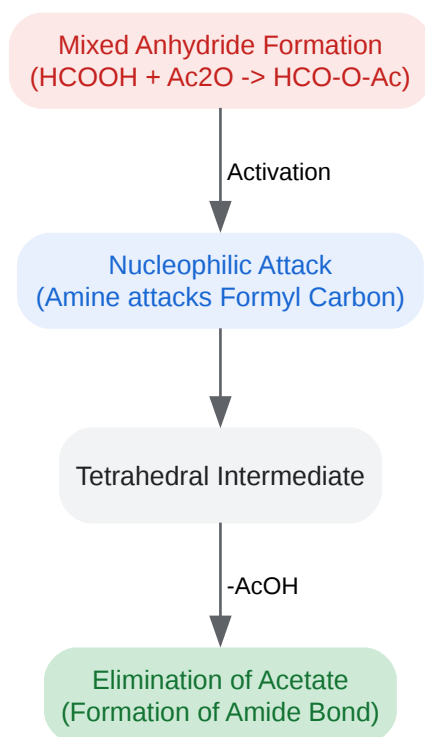 Mixed Anhydride Formation
(HCOOH + Ac2O -> HCO-O-Ac)
Activation
Nucleophilic Attack
(Amine attacks Formyl Carbon)
Tetrahedral Intermediate
-AcOH
Elimination of Acetate
(Formation of Amide Bond)